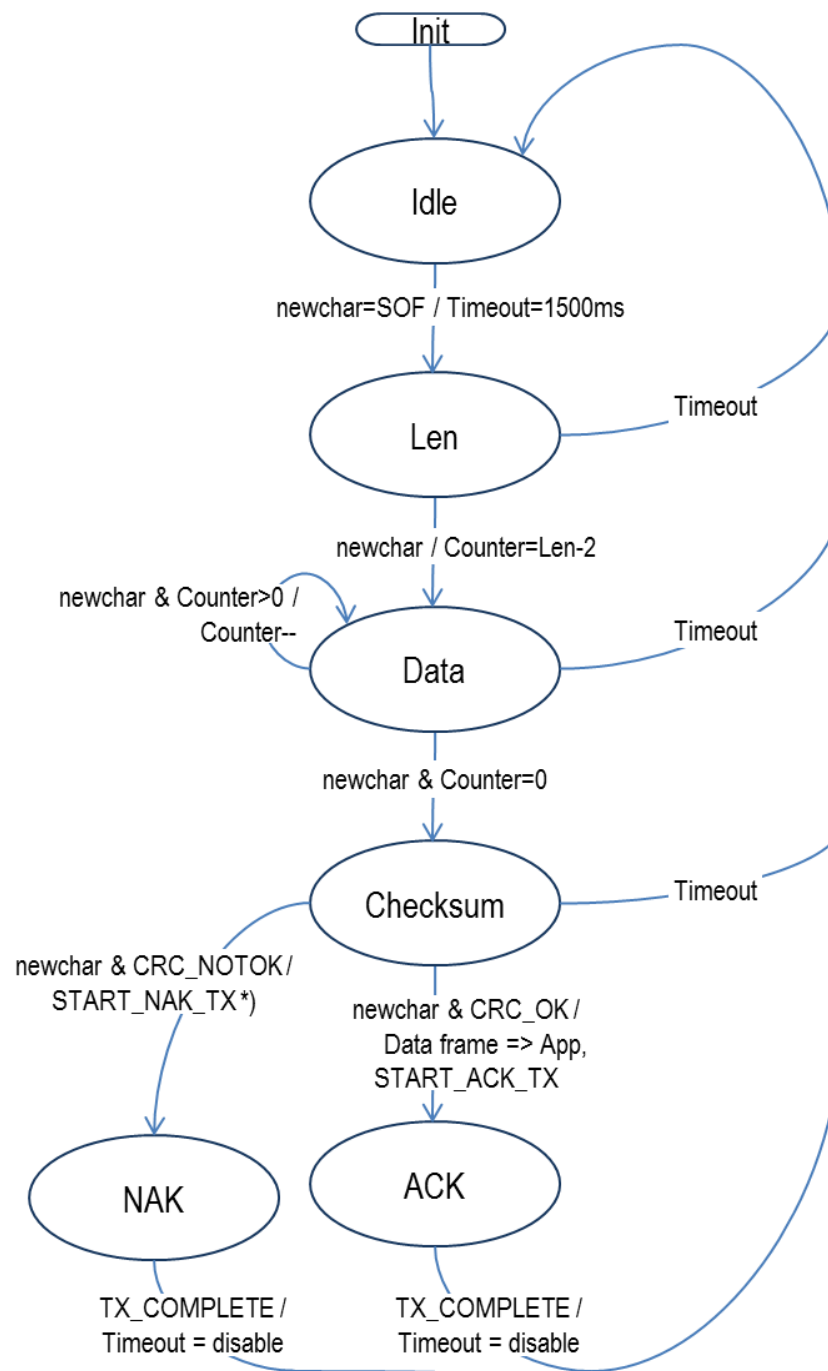 Init
Idle
newchar=SOF / Timeout=1500ms
Timeout
Len
newchar / Counter=Len-2
newchar & Counter>0 /
Counter--
Timeout
Data
newchar & Counter=0
Timeout
Checksum
newchar & CRC_NOTOK /
START_NAK_TX *)
newchar & CRC_OK /
Data frame => App,
START_ACK_TX
NAK
ACK
TX_COMPLETE /
Timeout = disable
TX_COMPLETE /
Timeout = disable